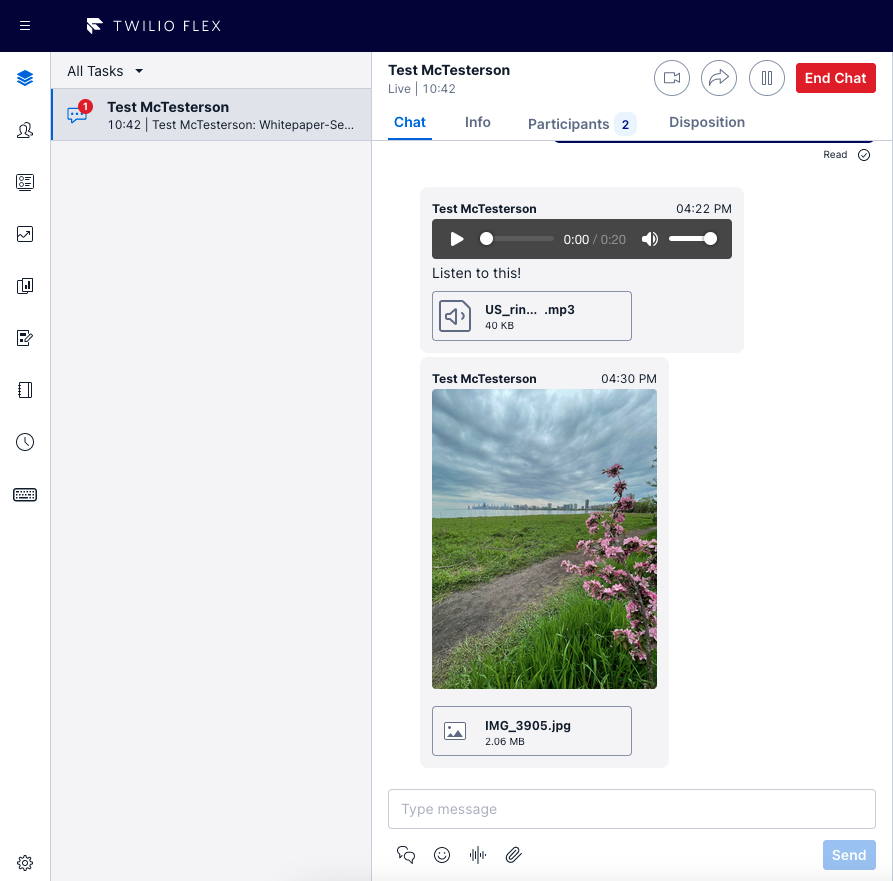 TWILIO FLEX
All Tasks
1
Test McTesterson
10:42 | Test McTesterson: Whitepaper-Se...
Test McTesterson
Live | 10:42
End Chat
Chat
Info
Participants 2
Disposition
Read
Test McTesterson 04:22 PM
0:00 / 0:20
Listen to this!
US_rin... .mp3
40 KB
Test McTesterson 04:30 PM
IMG_3905.jpg
2.06 MB
Type message
Send